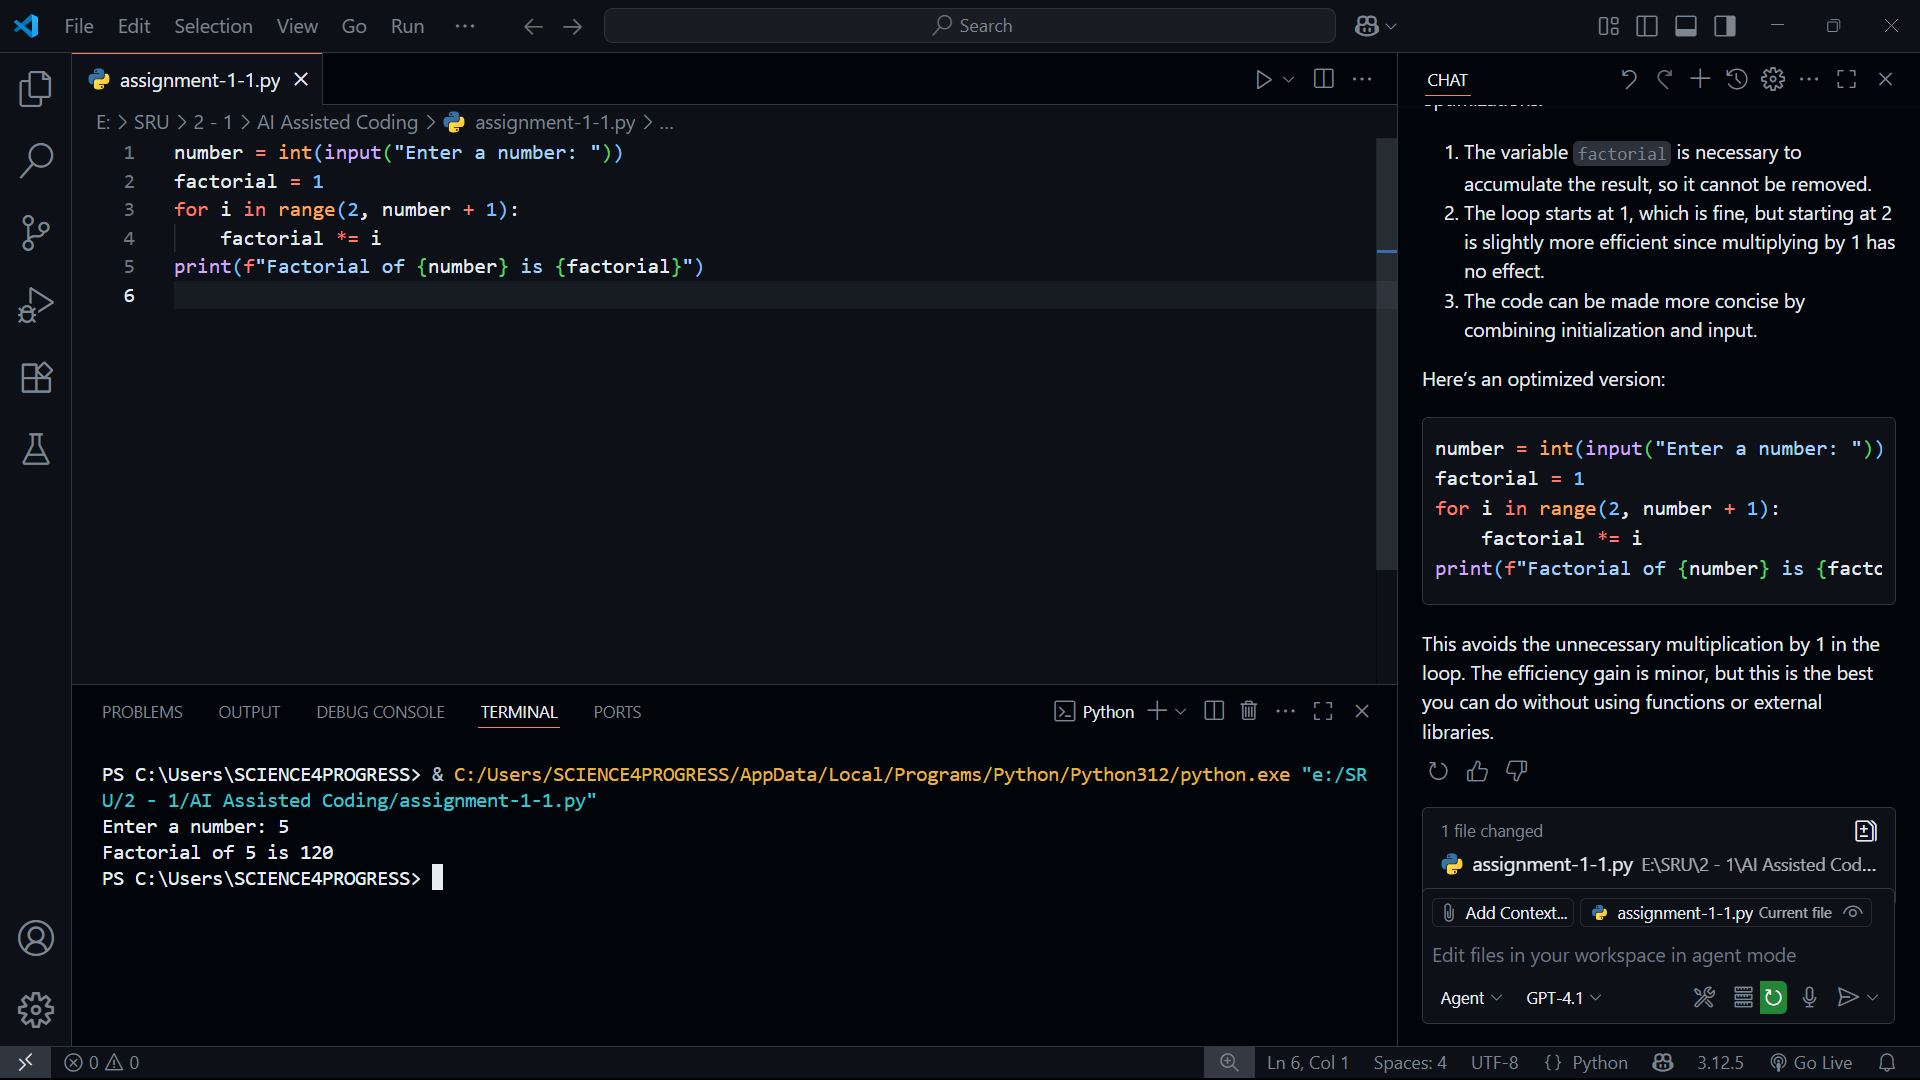 File Edit Selection View Go Run ...
Search
assignment-1-1.py
E: > SRU > 2 - 1 > AI Assisted Coding > assignment-1-1.py > ...
1 number = int(input("Enter a number: "))
2 factorial = 1
3 for i in range(2, number + 1):
4     factorial *= i
5 print(f"Factorial of {number} is {factorial}")
6
PROBLEMS OUTPUT DEBUG CONSOLE TERMINAL PORTS
Python
PS C:\Users\SCIENCE4PROGRESS> & C:/Users/SCIENCE4PROGRESS/AppData/Local/Programs/Python/Python312/python.exe "e:/SR
U/2 - 1/AI Assisted Coding/assignment-1-1.py"
Enter a number: 5
Factorial of 5 is 120
PS C:\Users\SCIENCE4PROGRESS>
CHAT
1. The variable factorial is necessary to
accumulate the result, so it cannot be removed.
2. The loop starts at 1, which is fine, but starting at 2
is slightly more efficient since multiplying by 1 has
no effect.
3. The code can be made more concise by
combining initialization and input.
Here's an optimized version:
number = int(input("Enter a number: "))
factorial = 1
for i in range(2, number + 1):
    factorial *= i
print(f"Factorial of {number} is {facto
This avoids the unnecessary multiplication by 1 in the
loop. The efficiency gain is minor, but this is the best
you can do without using functions or external
libraries.
1 file changed
assignment-1-1.py E:\SRU\2 - 1\AI Assisted Cod...
Add Context... assignment-1-1.py Current file
Edit files in your workspace in agent mode
Agent GPT-4.1
0 0 Ln 6, Col 1 Spaces: 4 UTF-8 {} Python 3.12.5 Go Live